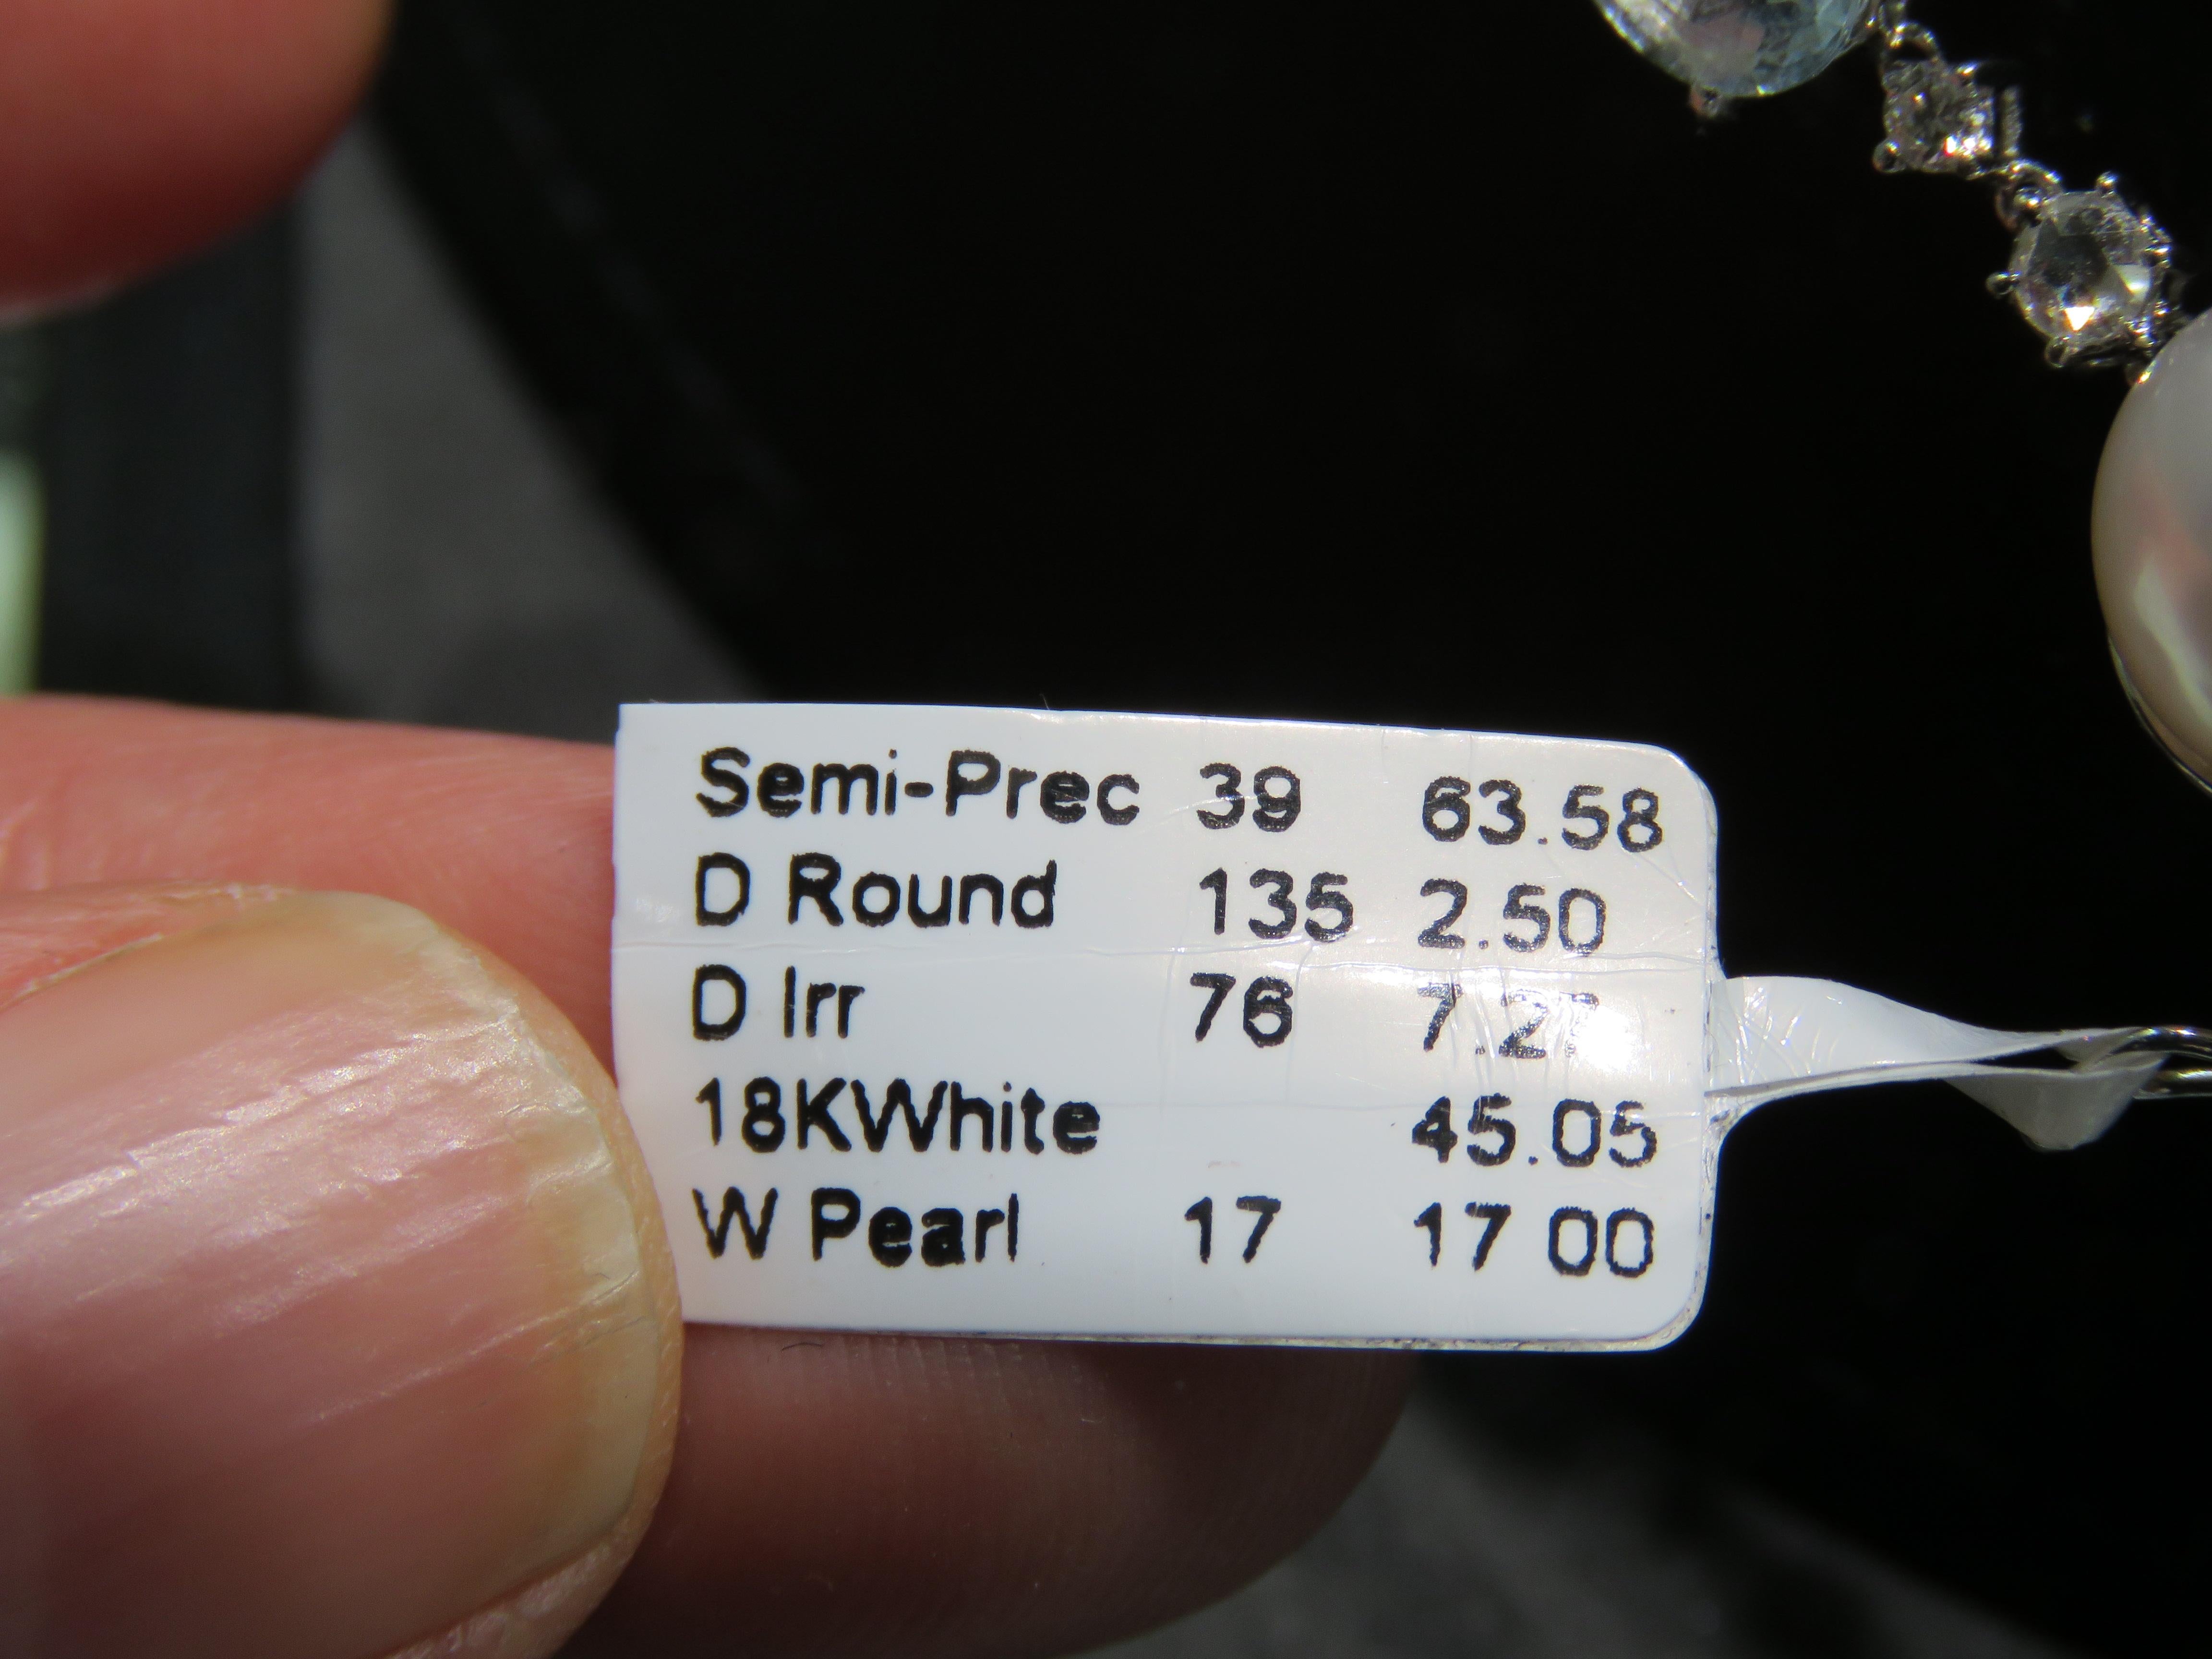 Semi-Prec 39 63.58
D Round 135 2.50
D Irr 76
18KWhite 45.05
W Pearl 17 17 00